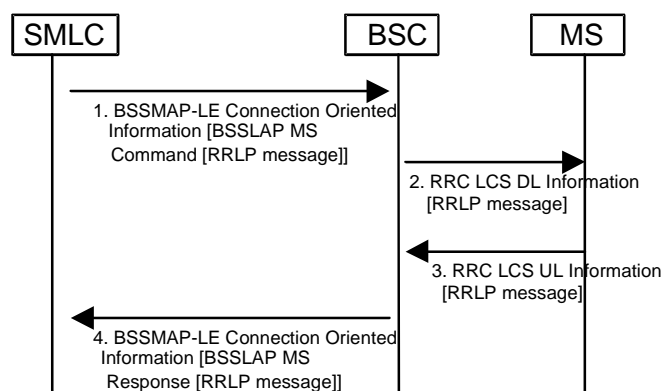 SMLC
BSC
MS
1. BSSMAP-LE Connection Oriented
Information [BSSLAP MS
Command [RRLP message]]
2. RRC LCS DL Information
[RRLP message]
3. RRC LCS UL Information
[RRLP message]
4. BSSMAP-LE Connection Oriented
Information [BSSLAP MS
Response [RRLP message]]